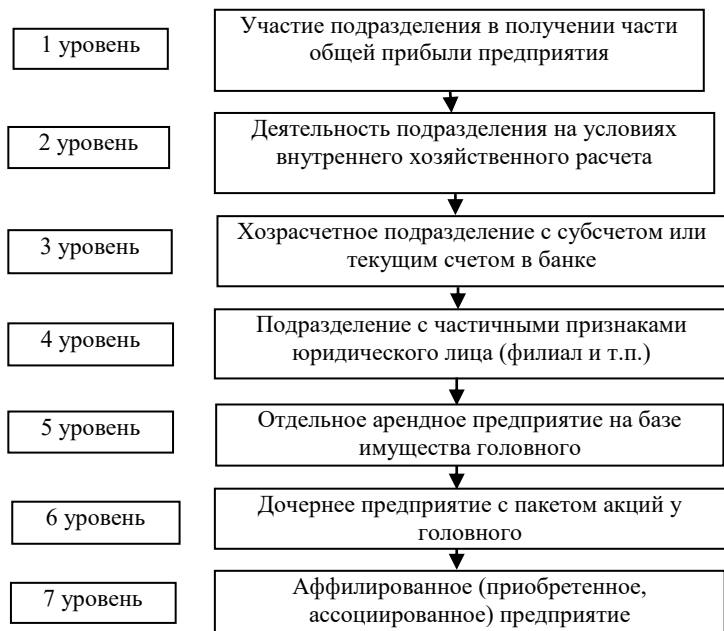 1 уровень
Участие подразделения в получении части
общей прибыли предприятия
2 уровень
Деятельность подразделения на условиях
внутреннего хозяйственного расчета
3 уровень
Хозрасчетное подразделение с субсчетом или
текущим счетом в банке
4 уровень
Подразделение с частичными признаками
юридического лица (филиал и т.п.)
5 уровень
Отдельное арендное предприятие на базе
имущества головного
6 уровень
Дочернее предприятие с пакетом акций у
головного
7 уровень
Аффилированное (приобретенное,
ассоциированное) предприятие